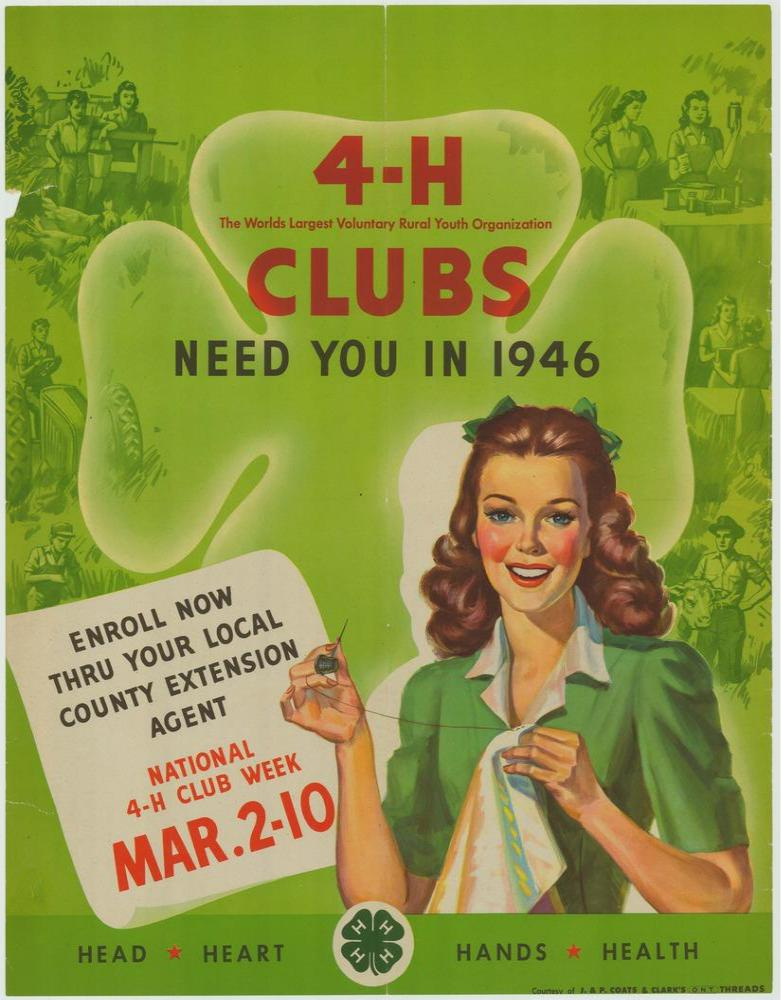 4-H
The Worlds Largest Voluntary Rural Youth Organization
CLUBS
NEED YOU IN 1946
ENROLL NOW
THRU YOUR LOCAL
COUNTY EXTENSION
AGENT
NATIONAL
4-H CLUB WEEK
MAR. 2-10
HEAD ★ HEART
H H
H H
HANDS ★ HEALTH
Courtesy of J. & P. COATS & CLARK'S O.N.T. THREADS